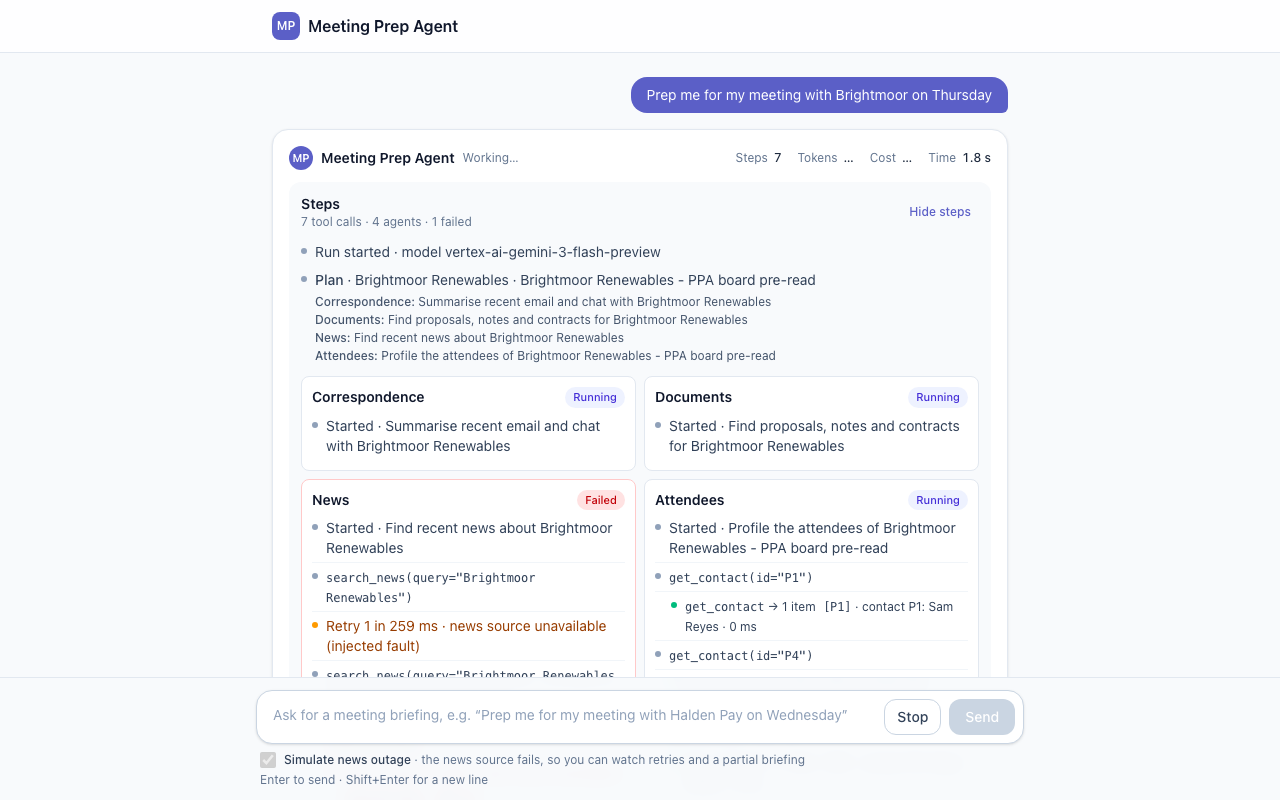 MP Meeting Prep Agent
Prep me for my meeting with Brightmoor on Thursday
MP Meeting Prep Agent Working... Steps 7 Tokens ... Cost ... Time 1.8 s
Steps
7 tool calls · 4 agents · 1 failed
Hide steps
Run started · model vertex-ai-gemini-3-flash-preview
Plan · Brightmoor Renewables · Brightmoor Renewables - PPA board pre-read
Correspondence: Summarise recent email and chat with Brightmoor Renewables
Documents: Find proposals, notes and contracts for Brightmoor Renewables
News: Find recent news about Brightmoor Renewables
Attendees: Profile the attendees of Brightmoor Renewables - PPA board pre-read
Correspondence Running
Started · Summarise recent email and chat
with Brightmoor Renewables
Documents Running
Started · Find proposals, notes and contracts
for Brightmoor Renewables
News Failed
Started · Find recent news about Brightmoor
Renewables
search_news(query="Brightmoor
Renewables")
Retry 1 in 259 ms · news source unavailable
(injected fault)
search_news(query="Brightmoor Renewables
Attendees Running
Started · Profile the attendees of Brightmoor
Renewables - PPA board pre-read
get_contact(id="P1")
get_contact → 1 item [P1] · contact P1: Sam
Reyes · 0 ms
get_contact(id="P4")
Ask for a meeting briefing, e.g. “Prep me for my meeting with Halden Pay on Wednesday”
Stop
Send
Simulate news outage · the news source fails, so you can watch retries and a partial briefing
Enter to send · Shift+Enter for a new line